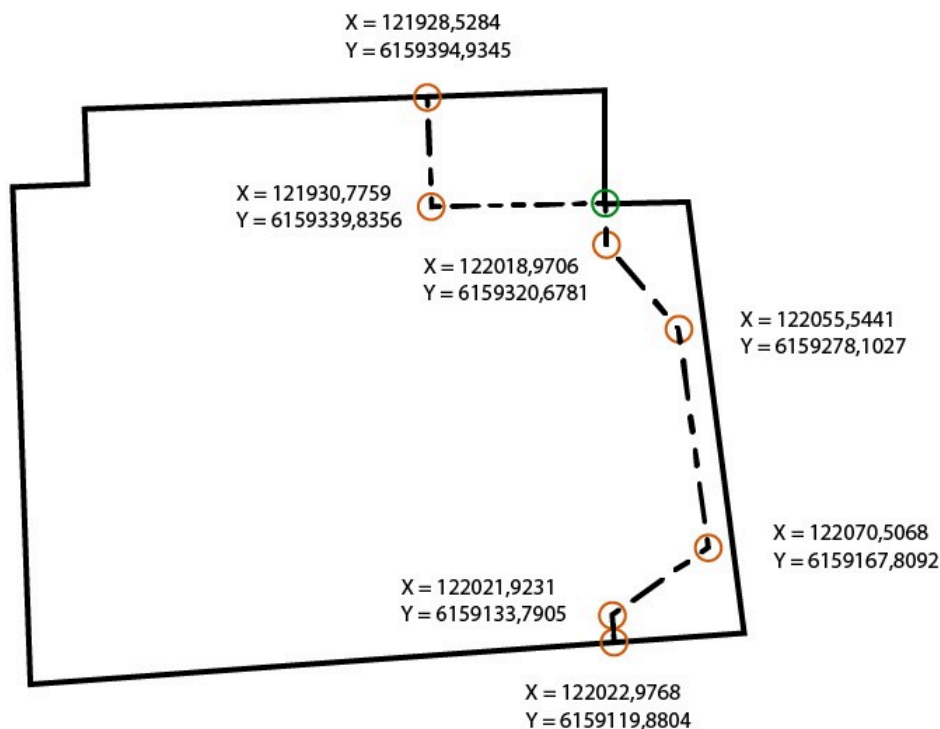 X = 121928,5284
Y = 6159394,9345
X = 121930,7759
Y = 6159339,8356
X = 122018,9706
Y = 6159320,6781
X = 122055,5441
Y = 6159278,1027
X = 122070,5068
Y = 6159167,8092
X = 122021,9231
Y = 6159133,7905
X = 122022,9768
Y = 6159119,8804